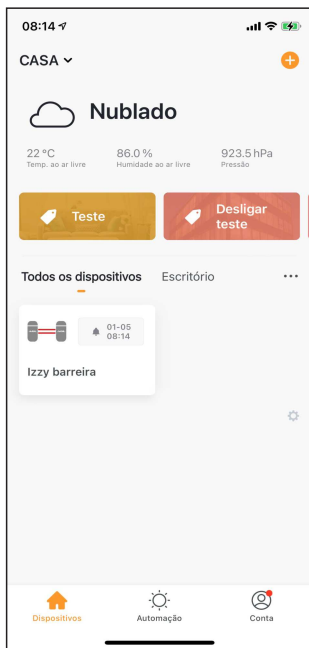 08:14
CASA
Nublado
22 °C 86.0 % 923.5 hPa
Temp. ao ar livre Humidade ao ar livre Pressão
Teste
Desligar
teste
Todos os dispositivos Escritório
01-05
08:14
Izzy barreira
Dispositivos Automação Conta